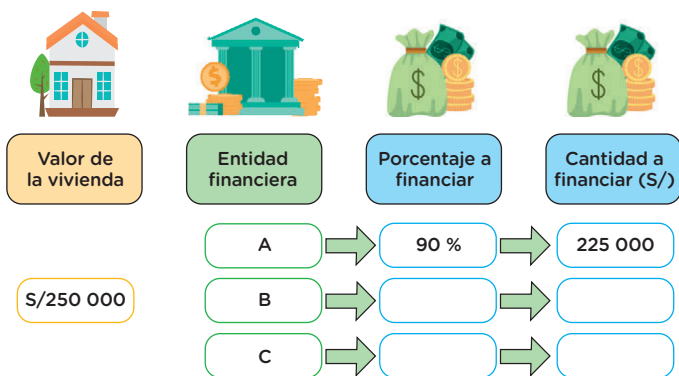 Valor de
la vivienda
Entidad
financiera
Porcentaje a
financiar
Cantidad a
financiar (S/)
A
90 %
225 000
S/250 000
B
C